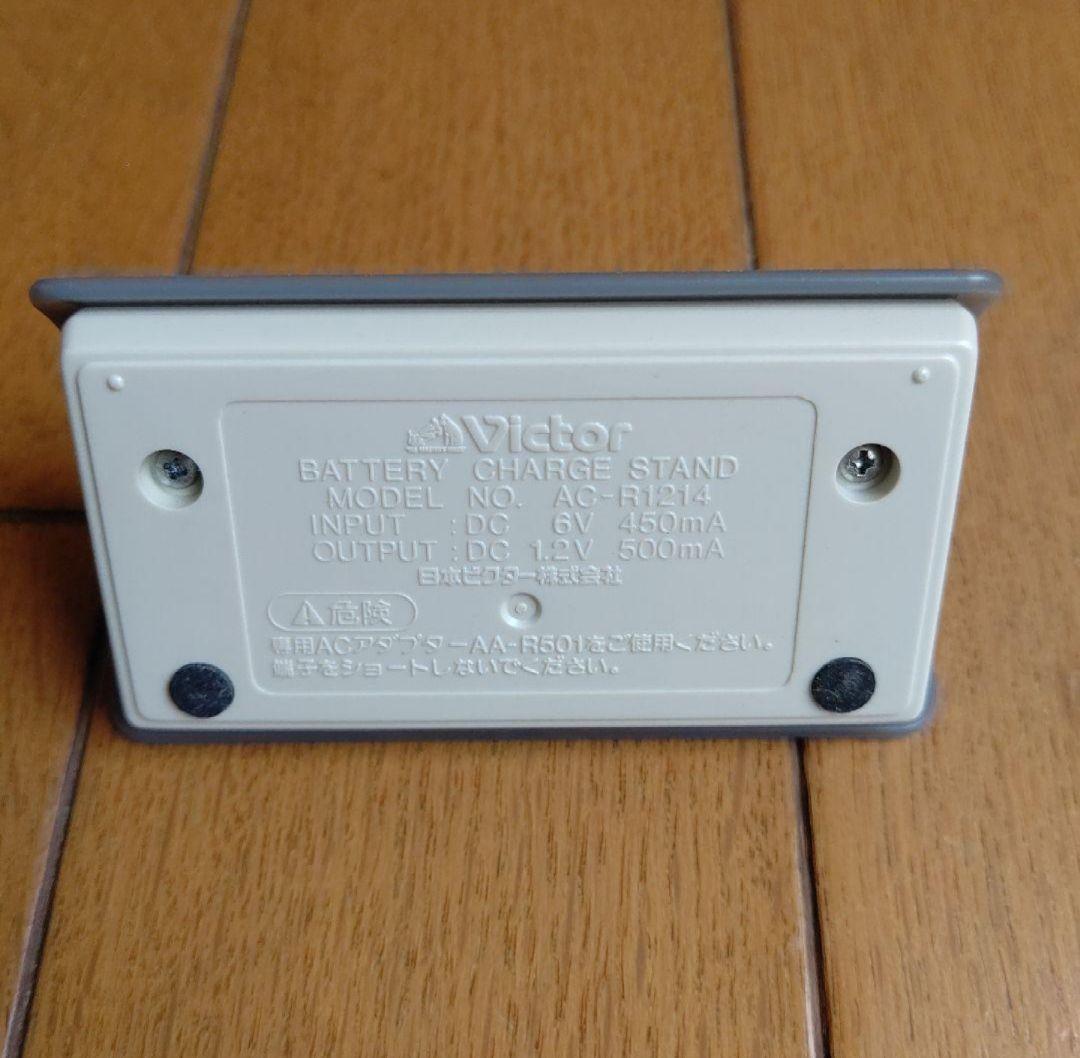 Victor
BATTERY CHARGE STAND
MODEL NO. AC-R1214
INPUT : DC 6V 450mA
OUTPUT : DC 1.2V 500mA
日本ビクター株式会社
⚠危険
専用ACアダプターAA-R501をご使用ください。
端子をショートしないでください。